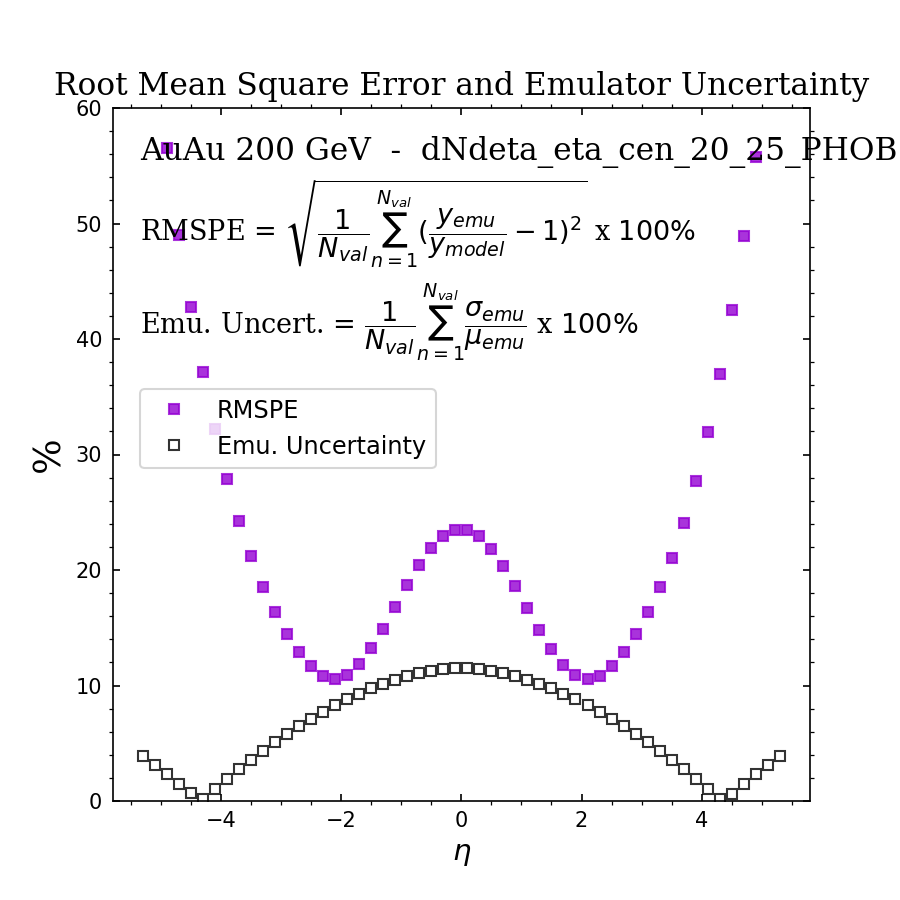 Root Mean Square Error and Emulator Uncertainty
60
AuAu 200 GeV - dNdeta_eta_cen_20_25_PHOB
50
RMSPE = √( 1/N_val ∑_{n=1}^{N_val} (y_emu/y_model − 1)² ) x 100%
Emu. Uncert. = 1/N_val ∑_{n=1}^{N_val} σ_emu/μ_emu x 100%
40
RMSPE
Emu. Uncertainty
%
30
20
10
0
−4 −2 0 2 4
η